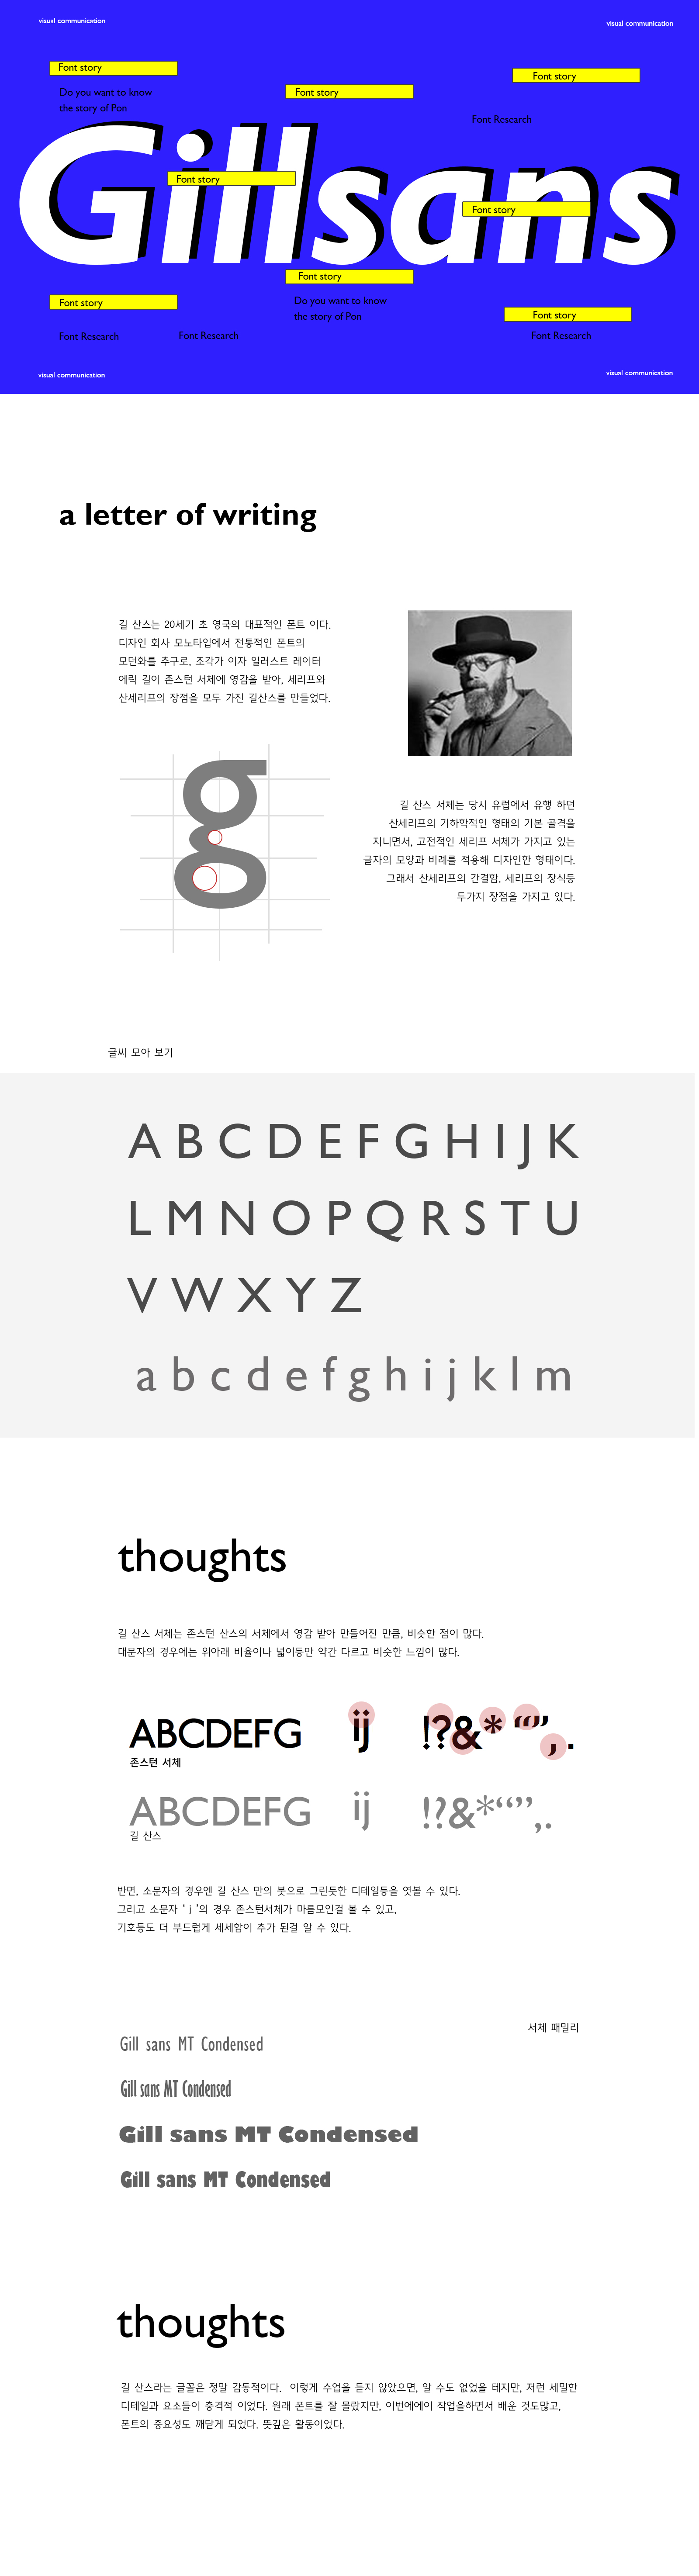 visual communication
visual communication
Font story
Font story
Font story
Do you want to know
the story of Pon
Font Research
Gillsans
Font story
Font story
Font story
Do you want to know
the story of Pon
Font story
Font story
Font Research
Font Research
Font Research
visual communication
visual communication
a letter of writing
길 산스는 20세기 초 영국의 대표적인 폰트 이다.
디자인 회사 모노타입에서 전통적인 폰트의
모던화를 추구로, 조각가 이자 일러스트 레이터
에릭 길이 존스턴 서체에 영감을 받아, 세리프와
산세리프의 장점을 모두 가진 길산스를 만들었다.
g
길 산스 서체는 당시 유럽에서 유행 하던
산세리프의 기하학적인 형태의 기본 골격을
지니면서, 고전적인 세리프 서체가 가지고 있는
글자의 모양과 비례를 적용해 디자인한 형태이다.
그래서 산세리프의 간결함, 세리프의 장식등
두가지 장점을 가지고 있다.
글씨 모아 보기
A B C D E F G H I J K
L M N O P Q R S T U
V W X Y Z
a b c d e f g h i j k l m
thoughts
길 산스 서체는 존스턴 산스의 서체에서 영감 받아 만들어진 만큼, 비슷한 점이 많다.
대문자의 경우에는 위아래 비율이나 넓이등만 약간 다르고 비슷한 느낌이 많다.
ABCDEFG ij !?&*“”,.
존스턴 서체
ABCDEFG ij !?&*“”,.
길 산스
반면, 소문자의 경우엔 길 산스 만의 붓으로 그린듯한 디테일등을 엿볼 수 있다.
그리고 소문자 ‘ j ’의 경우 존스턴서체가 마름모인걸 볼 수 있고,
기호등도 더 부드럽게 세세함이 추가 된걸 알 수 있다.
서체 패밀리
Gill sans MT Condensed
Gill sans MT Condensed
Gill sans MT Condensed
Gill sans MT Condensed
thoughts
길 산스라는 글꼴은 정말 감동적이다. 이렇게 수업을 듣지 않았으면, 알 수도 없었을 테지만, 저런 세밀한
디테일과 요소들이 충격적 이었다. 원래 폰트를 잘 몰랐지만, 이번에에이 작업을하면서 배운 것도많고,
폰트의 중요성도 깨닫게 되었다. 뜻깊은 활동이었다.